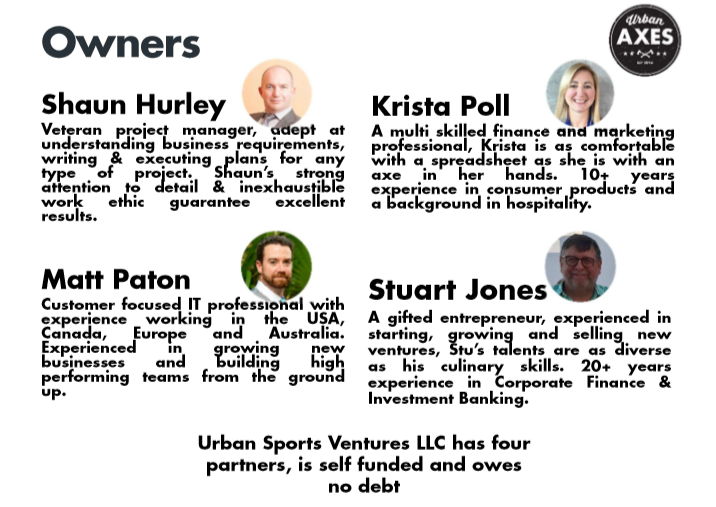 Owners
Urban
AXES
Shaun Hurley
Veteran project manager, adept at
understanding business requirements,
writing & executing plans for any
type of project. Shaun's strong
attention to detail & inexhaustible
work ethic guarantee excellent
results.
Krista Poll
A multi skilled finance and marketing
professional, Krista is as comfortable
with a spreadsheet as she is with an
axe in her hands. 10+ years
experience in consumer products and
a background in hospitality.
Matt Paton
Customer focused IT professional with
experience working in the USA,
Canada, Europe and Australia.
Experienced in growing new
businesses and building high
performing teams from the ground
up.
Stuart Jones
A gifted entrepreneur, experienced in
starting, growing and selling new
ventures, Stu's talents are as diverse
as his culinary skills. 20+ years
experience in Corporate Finance &
Investment Banking.
Urban Sports Ventures LLC has four
partners, is self funded and owes
no debt